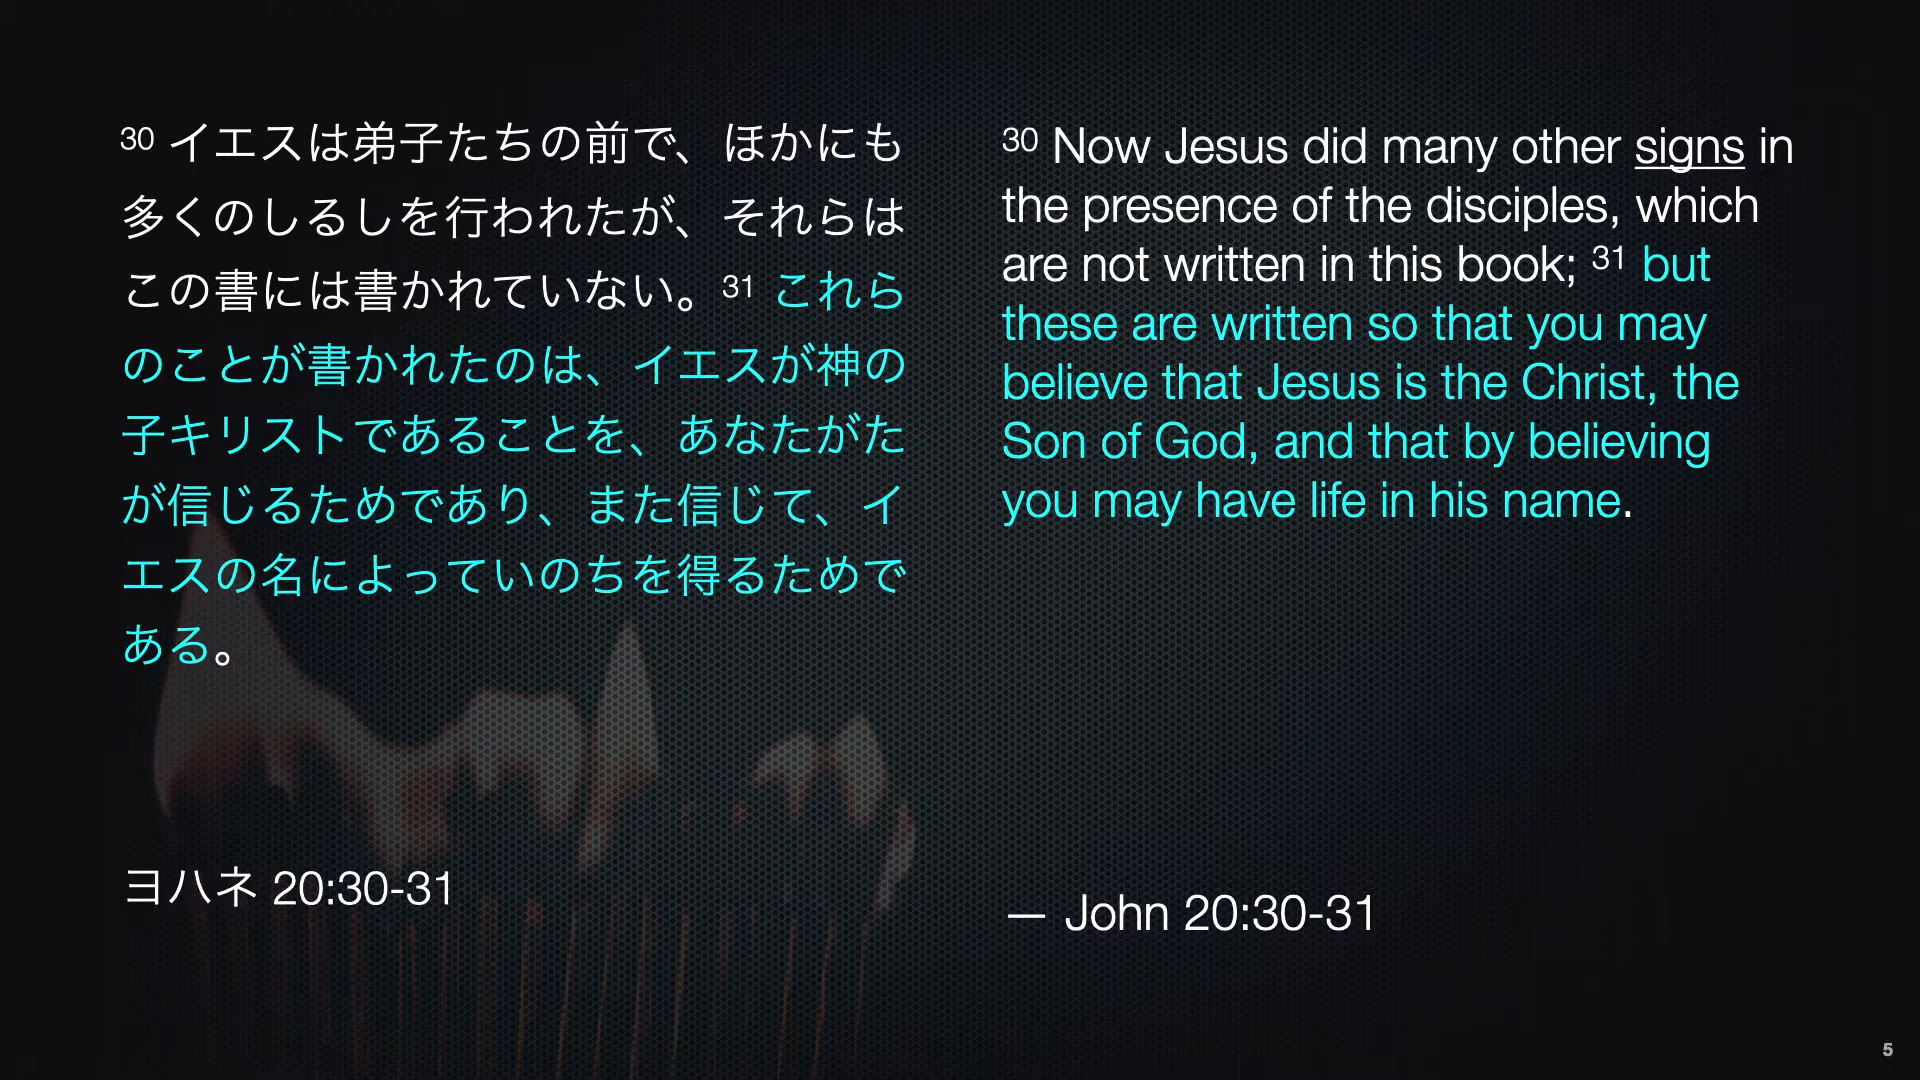 30 イエスは弟子たちの前で、ほかにも
多くのしるしを行われたが、それらは
この書には書かれていない。31 これら
のことが書かれたのは、イエスが神の
子キリストであることを、あなたがた
が信じるためであり、また信じて、イ
エスの名によっていのちを得るためで
ある。
ヨハネ 20:30-31
30 Now Jesus did many other signs in
the presence of the disciples, which
are not written in this book; 31 but
these are written so that you may
believe that Jesus is the Christ, the
Son of God, and that by believing
you may have life in his name.
— John 20:30-31
5